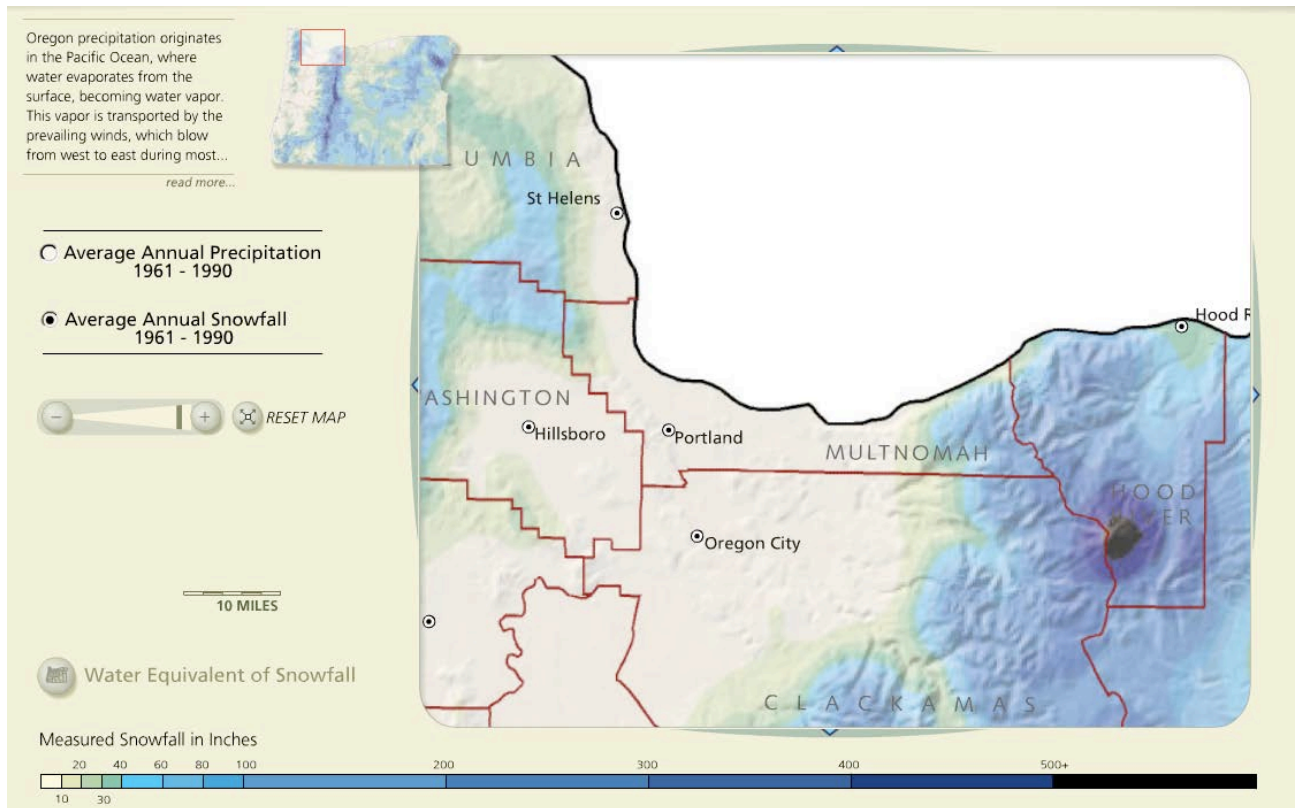 Oregon precipitation originates
in the Pacific Ocean, where
water evaporates from the
surface, becoming water vapor.
This vapor is transported by the
prevailing winds, which blow
from west to east during most...
read more...
Average Annual Precipitation
1961 - 1990
Average Annual Snowfall
1961 - 1990
− + RESET MAP
10 MILES
Water Equivalent of Snowfall
Measured Snowfall in Inches
20 40 60 80 100 200 300 400 500+
10 30
UMBIA
St Helens
Hood R
ASHINGTON
Hillsboro
Portland
MULTNOMAH
HOOD
ER
Oregon City
CLACKAMAS